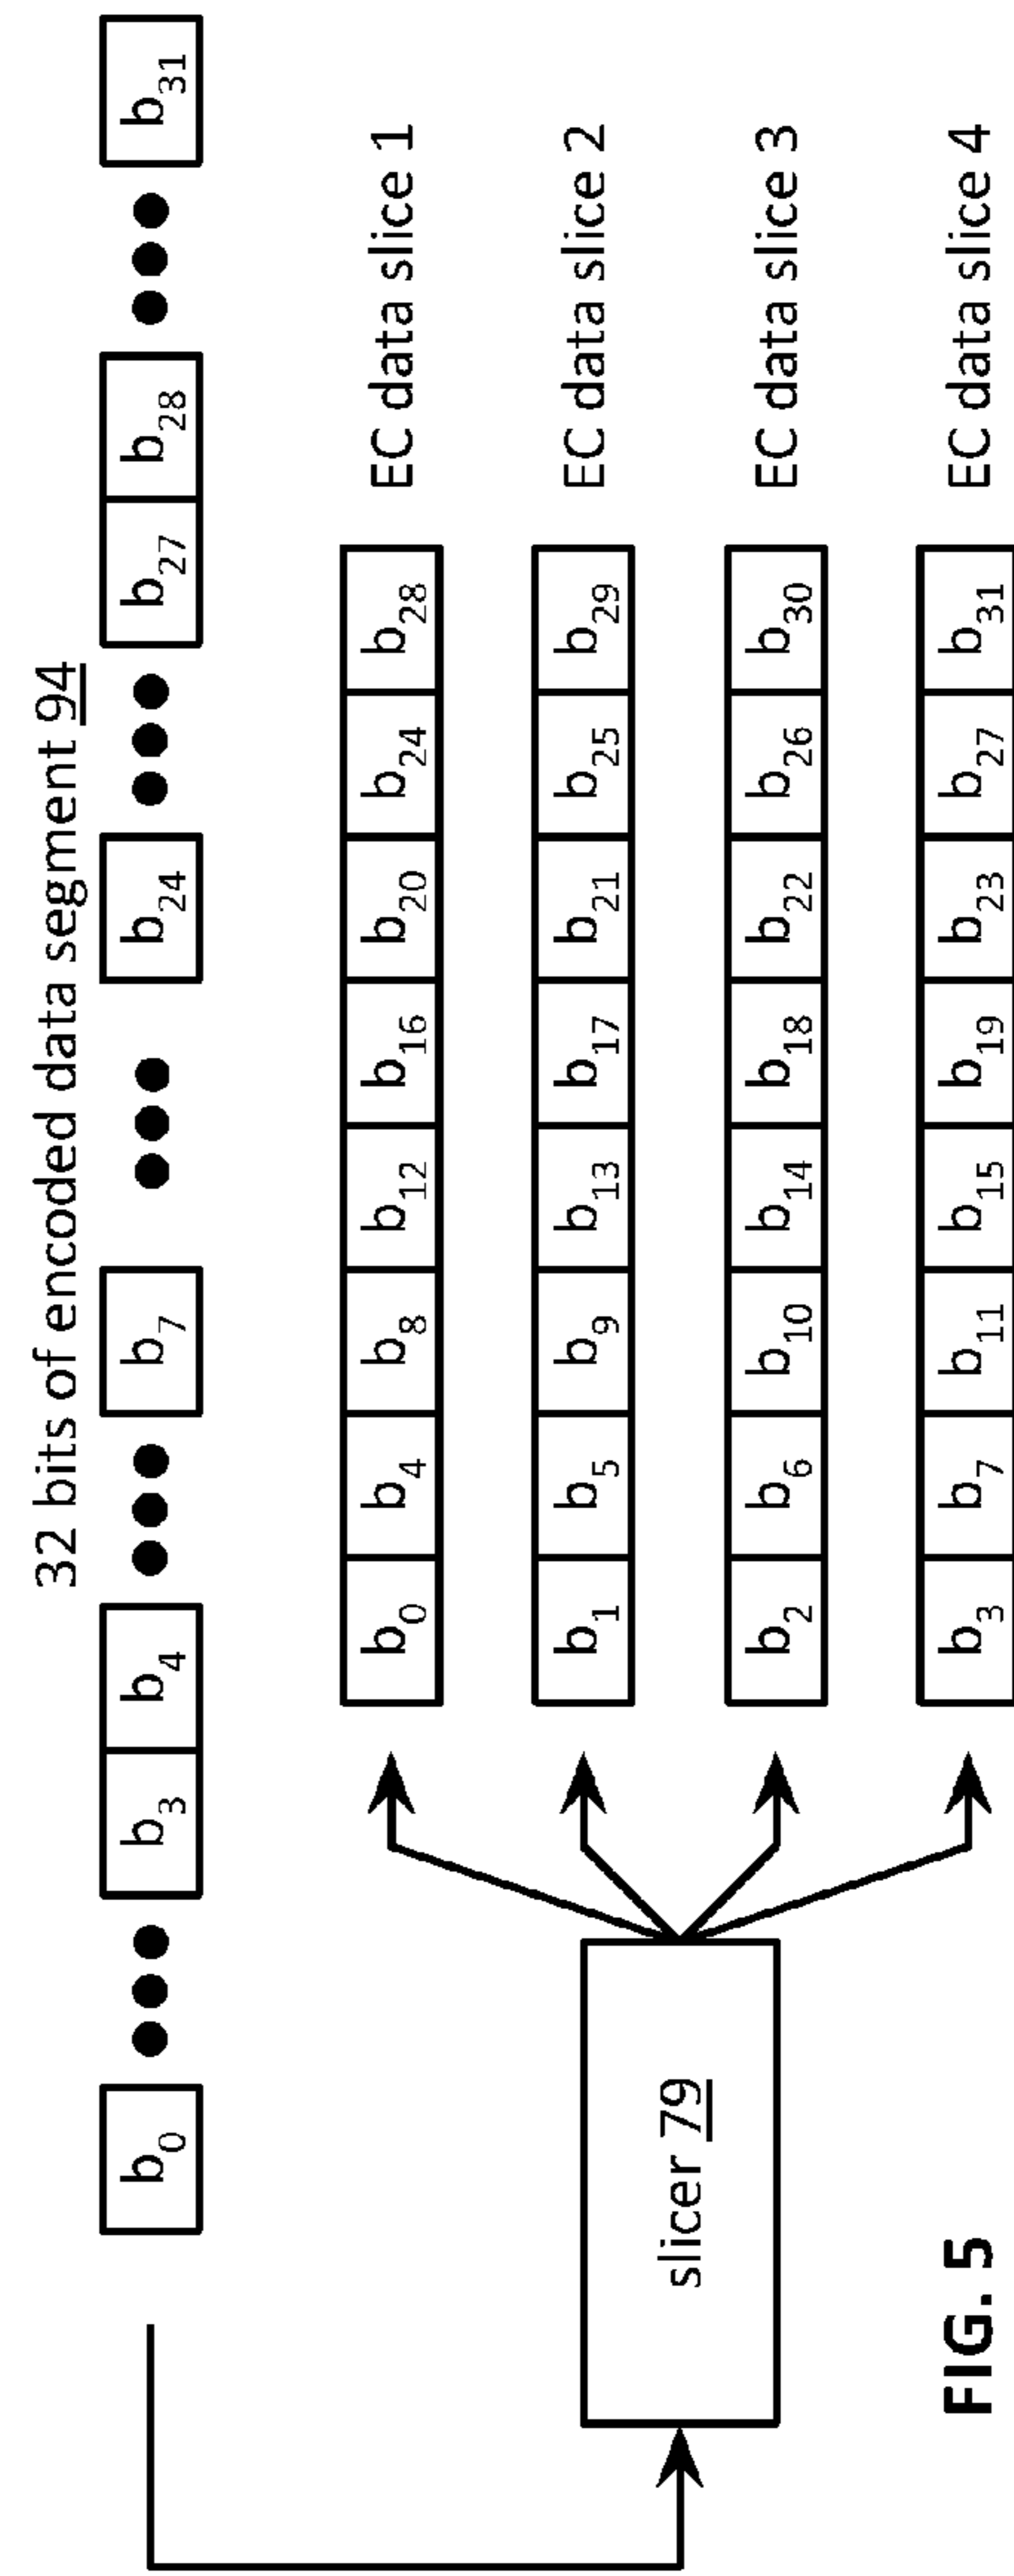 32 bits of encoded data segment 94
b0 ●●● b3 b4 ●●● b7 ●●● b24 ●●● b27 b28 ●●● b31
b0 b4 b8 b12 b16 b20 b24 b28 EC data slice 1
b1 b5 b9 b13 b17 b21 b25 b29 EC data slice 2
slicer 79
b2 b6 b10 b14 b18 b22 b26 b30 EC data slice 3
b3 b7 b11 b15 b19 b23 b27 b31 EC data slice 4
FIG. 5